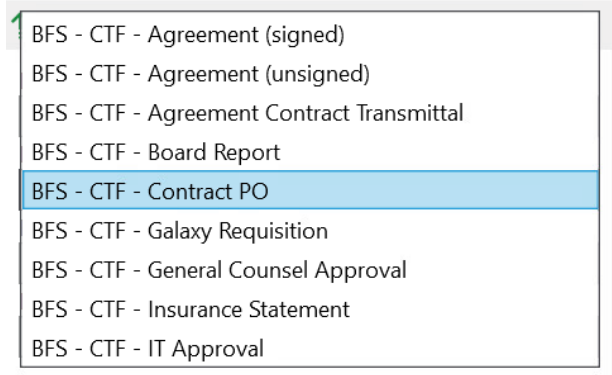 BFS - CTF - Agreement (signed)
BFS - CTF - Agreement (unsigned)
BFS - CTF - Agreement Contract Transmittal
BFS - CTF - Board Report
BFS - CTF - Contract PO
BFS - CTF - Galaxy Requisition
BFS - CTF - General Counsel Approval
BFS - CTF - Insurance Statement
BFS - CTF - IT Approval